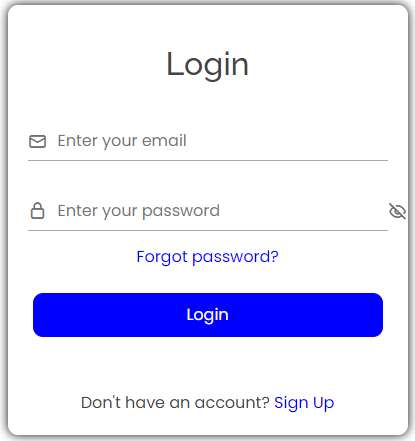 Login
Enter your email
Enter your password
Forgot password?
Login
Don't have an account? Sign Up